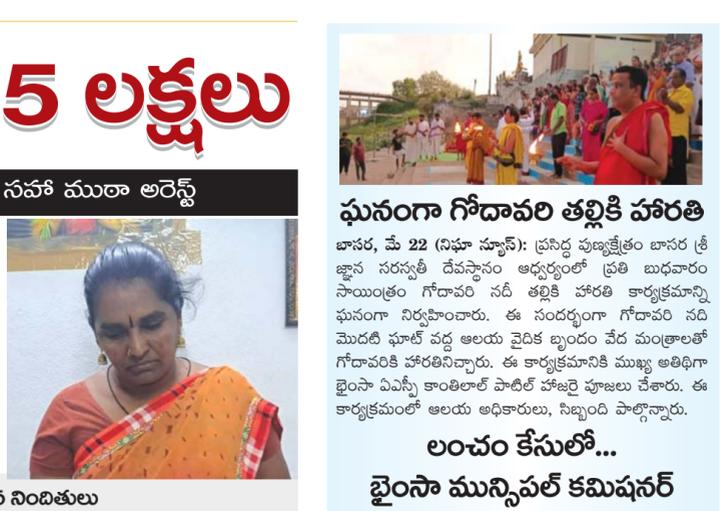 5 లక్షలు
సహా ముఠా అరెస్ట్
నిందితులు
ఘనంగా గోదావరి తల్లికి హారతి
బాసర, మే 22 (నిఘా న్యూస్): ప్రసిద్ధ పుణ్యక్షేత్రం బాసర శ్రీ
జ్ఞాన సరస్వతీ దేవస్థానం ఆధ్వర్యంలో ప్రతి బుధవారం
సాయింత్రం గోదావరి నదీ తల్లికి హారతి కార్యక్రమాన్ని
ఘనంగా నిర్వహించారు. ఈ సందర్భంగా గోదావరి నది
మొదటి ఘాట్ వద్ద ఆలయ వైదిక బృందం వేద మంత్రాలతో
గోదావరికి హారతినిచ్చారు. ఈ కార్యక్రమానికి ముఖ్య అతిథిగా
భైంసా ఏఎస్పీ కాంతిలాల్ పాటిల్ హాజరై పూజలు చేశారు. ఈ
కార్యక్రమంలో ఆలయ అధికారులు, సిబ్బంది పాల్గొన్నారు.
లంచం కేసులో...
భైంసా మున్సిపల్ కమిషనర్